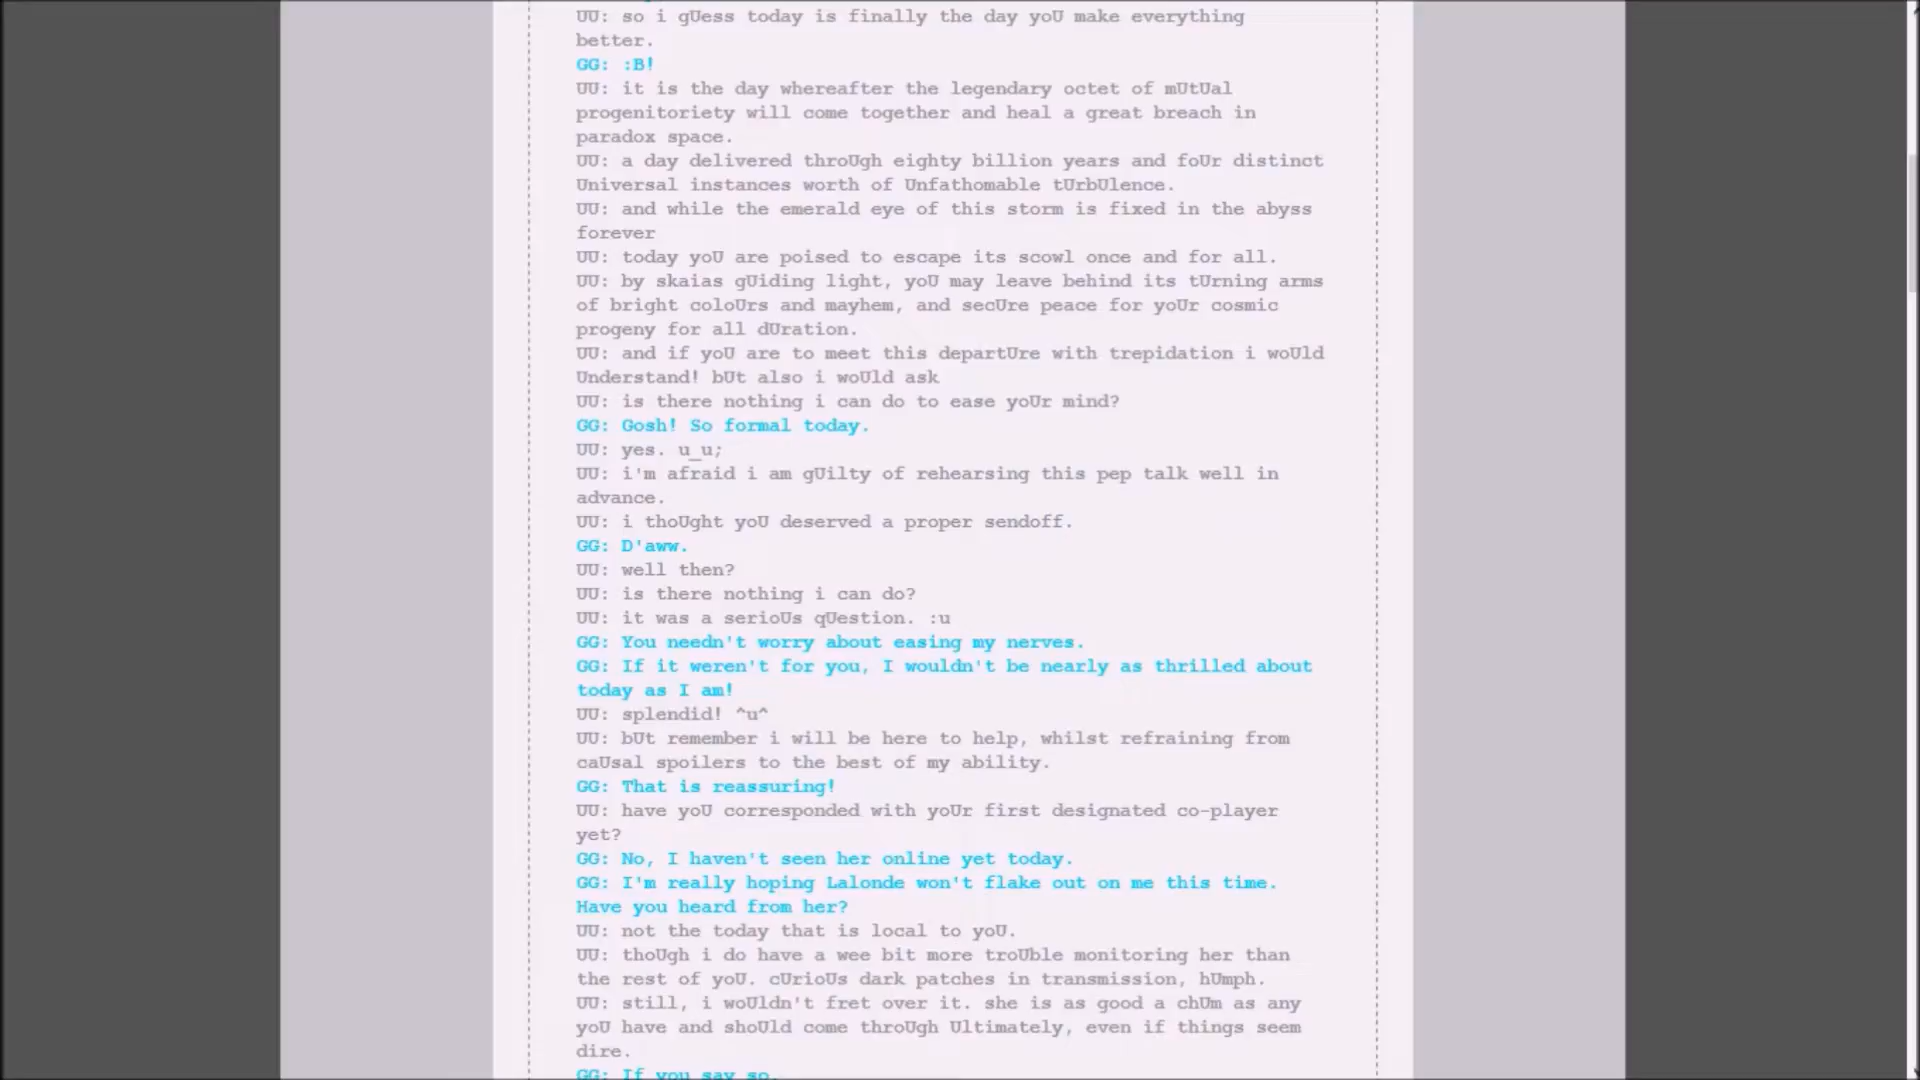 UU: so i gUess today is finally the day yoU make everything
better.
GG: :B!
UU: it is the day whereafter the legendary octet of mUtUal
progenitoriety will come together and heal a great breach in
paradox space.
UU: a day delivered throUgh eighty billion years and foUr distinct
Universal instances worth of Unfathomable tUrbUlence.
UU: and while the emerald eye of this storm is fixed in the abyss
forever
UU: today yoU are poised to escape its scowl once and for all.
UU: by skaias gUiding light, yoU may leave behind its tUrning arms
of bright coloUrs and mayhem, and secUre peace for yoUr cosmic
progeny for all dUration.
UU: and if yoU are to meet this departUre with trepidation i woUld
Understand! bUt also i woUld ask
UU: is there nothing i can do to ease yoUr mind?
GG: Gosh! So formal today.
UU: yes. u_u;
UU: i'm afraid i am gUilty of rehearsing this pep talk well in
advance.
UU: i thoUght yoU deserved a proper sendoff.
GG: D'aww.
UU: well then?
UU: is there nothing i can do?
UU: it was a serioUs qUestion. :u
GG: You needn't worry about easing my nerves.
GG: If it weren't for you, I wouldn't be nearly as thrilled about
today as I am!
UU: splendid! ^u^
UU: bUt remember i will be here to help, whilst refraining from
caUsal spoilers to the best of my ability.
GG: That is reassuring!
UU: have yoU corresponded with yoUr first designated co-player
yet?
GG: No, I haven't seen her online yet today.
GG: I'm really hoping Lalonde won't flake out on me this time.
Have you heard from her?
UU: not the today that is local to yoU.
UU: thoUgh i do have a wee bit more troUble monitoring her than
the rest of yoU. cUrioUs dark patches in transmission, hUmph.
UU: still, i woUldn't fret over it. she is as good a chUm as any
yoU have and shoUld come throUgh Ultimately, even if things seem
dire.
GG: If you say so.